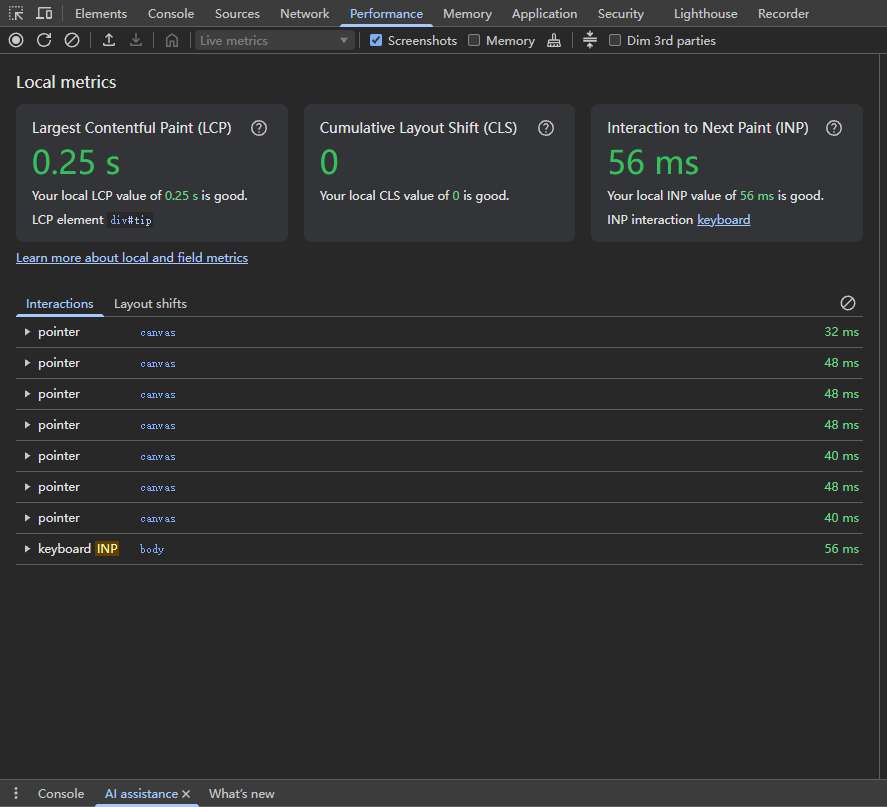 Elements Console Sources Network Performance Memory Application Security Lighthouse Recorder
Live metrics Screenshots Memory Dim 3rd parties
Local metrics
Largest Contentful Paint (LCP)
0.25 s
Your local LCP value of 0.25 s is good.
LCP element div#tip
Cumulative Layout Shift (CLS)
0
Your local CLS value of 0 is good.
Interaction to Next Paint (INP)
56 ms
Your local INP value of 56 ms is good.
INP interaction keyboard
Learn more about local and field metrics
Interactions Layout shifts
pointer canvas 32 ms
pointer canvas 48 ms
pointer canvas 48 ms
pointer canvas 48 ms
pointer canvas 40 ms
pointer canvas 48 ms
pointer canvas 40 ms
keyboard INP body 56 ms
Console AI assistance What's new